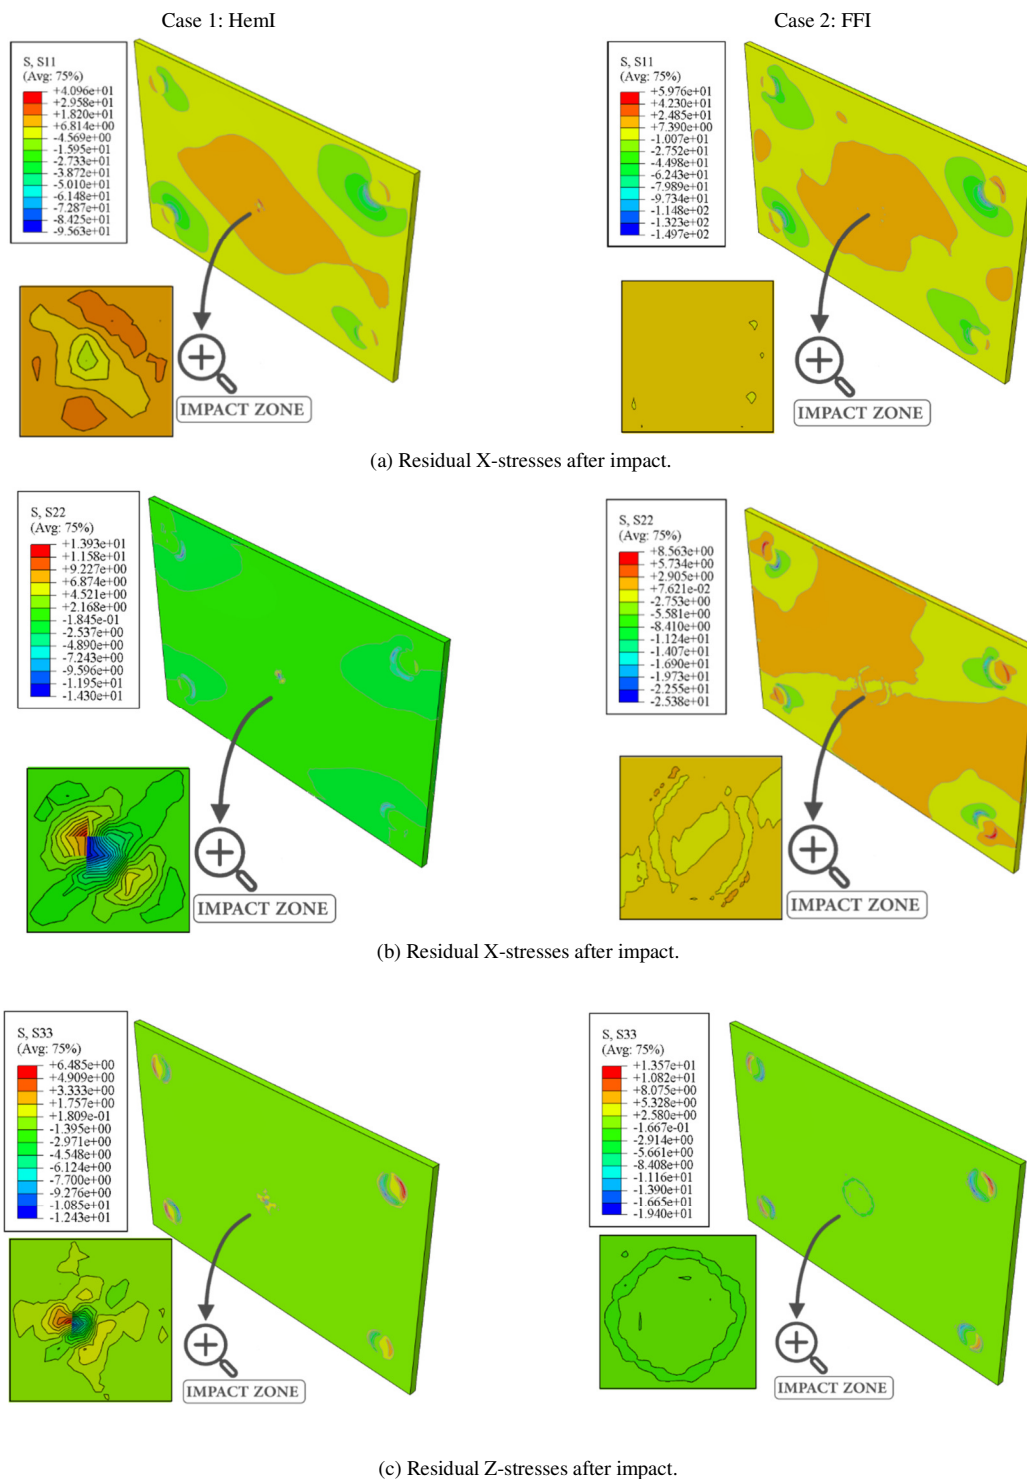 Case 1: HemI
Case 2: FFI
S, S11
(Avg: 75%)
+4.096e+01
+2.958e+01
+1.820e+01
+6.814e+00
-4.569e+00
-1.595e+01
-2.733e+01
-3.872e+01
-5.010e+01
-6.148e+01
-7.287e+01
-8.425e+01
-9.563e+01
IMPACT ZONE
S, S11
(Avg: 75%)
+5.976e+01
+4.230e+01
+2.485e+01
+7.390e+00
-1.007e+01
-2.752e+01
-4.498e+01
-6.243e+01
-7.989e+01
-9.734e+01
-1.148e+02
-1.323e+02
-1.497e+02
IMPACT ZONE
(a) Residual X-stresses after impact.
S, S22
(Avg: 75%)
+1.393e+01
+1.158e+01
+9.227e+00
+6.874e+00
+4.521e+00
+2.168e+00
-1.845e-01
-2.537e+00
-4.890e+00
-7.243e+00
-9.596e+00
-1.195e+01
-1.430e+01
IMPACT ZONE
S, S22
(Avg: 75%)
+8.563e+00
+5.734e+00
+2.905e+00
+7.621e-02
-2.753e+00
-5.581e+00
-8.410e+00
-1.124e+01
-1.407e+01
-1.690e+01
-1.973e+01
-2.255e+01
-2.538e+01
IMPACT ZONE
(b) Residual X-stresses after impact.
S, S33
(Avg: 75%)
+6.485e+00
+4.909e+00
+3.333e+00
+1.757e+00
+1.809e-01
-1.395e+00
-2.971e+00
-4.548e+00
-6.124e+00
-7.700e+00
-9.276e+00
-1.085e+01
-1.243e+01
IMPACT ZONE
S, S33
(Avg: 75%)
+1.357e+01
+1.082e+01
+8.075e+00
+5.328e+00
+2.580e+00
-1.667e-01
-2.914e+00
-5.661e+00
-8.408e+00
-1.116e+01
-1.390e+01
-1.665e+01
-1.940e+01
IMPACT ZONE
(c) Residual Z-stresses after impact.